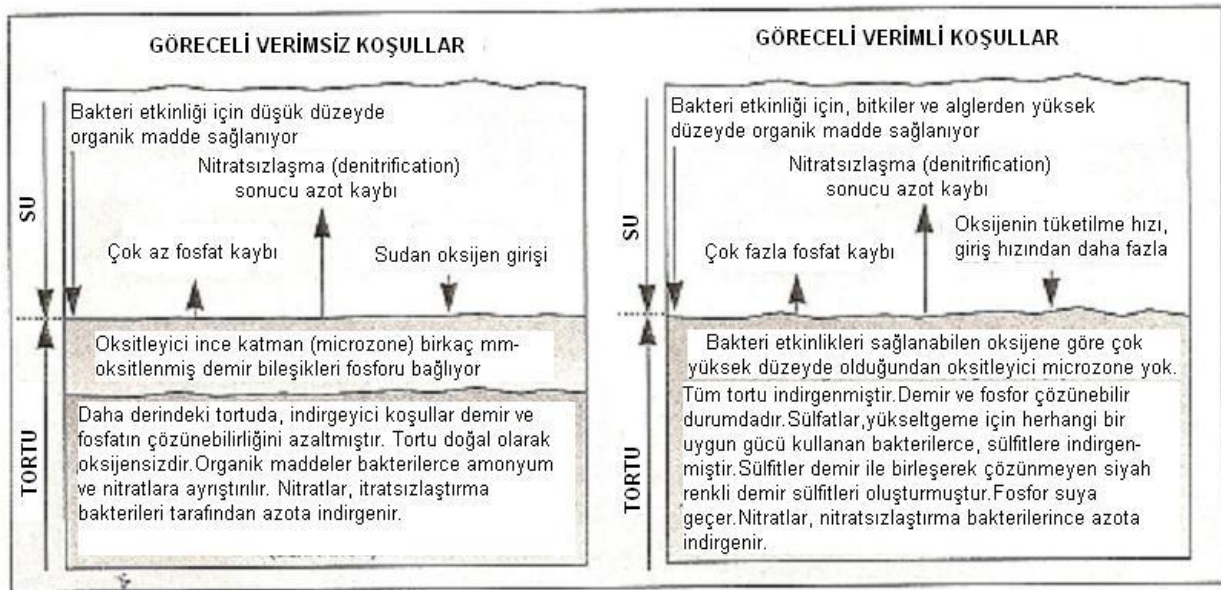 GÖRECELİ VERİMSİZ KOŞULLAR
SU
Bakteri etkinliği için düşük düzeyde
organik madde sağlanıyor
Nitratsızlaşma (denitrification)
sonucu azot kaybı
Çok az fosfat kaybı
Sudan oksijen girişi
TORTU
Oksitleyici ince katman (microzone) birkaç mm-
oksitlenmiş demir bileşikleri fosforu bağlıyor
Daha derindeki tortuda, indirgeyici koşullar demir ve
fosfatın çözünebilirliğini azaltmıştır. Tortu doğal olarak
oksijensizdir.Organik maddeler bakterilerce amonyum
ve nitratlara ayrıştırılır. Nitratlar, itratsızlaştırma
bakterileri tarafından azota indirgenir.
GÖRECELİ VERİMLİ KOŞULLAR
SU
Bakteri etkinliği için, bitkiler ve alglerden yüksek
düzeyde organik madde sağlanıyor
Nitratsızlaşma (denitrification)
sonucu azot kaybı
Çok fazla fosfat kaybı
Oksijenin tüketilme hızı,
giriş hızından daha fazla
TORTU
Bakteri etkinlikleri sağlanabilen oksijene göre çok
yüksek düzeyde olduğundan oksitleyici microzone yok.
Tüm tortu indirgenmiştir.Demir ve fosfor çözünebilir
durumdadır.Sülfatlar,yükseltgeme için herhangi bir
uygun gücü kullanan bakterilerce, sülfitlere indirgen-
miştir.Sülfitler demir ile birleşerek çözünmeyen siyah
renkli demir sülfitleri oluşturmuştur.Fosfor suya
geçer.Nitratlar, nitratsızlaştırma bakterilerince azota
indirgenir.